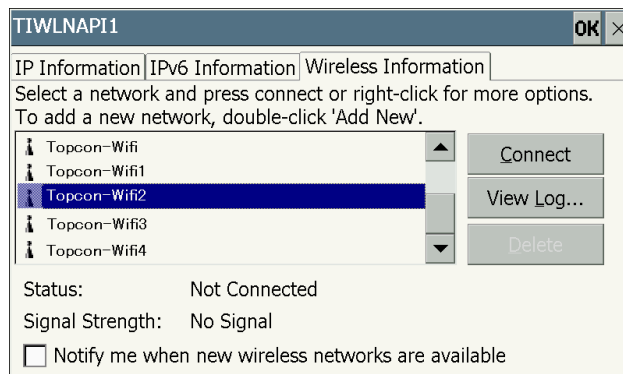 TIWLNAPI1 OK ×
IP Information IPv6 Information Wireless Information
Select a network and press connect or right-click for more options.
To add a new network, double-click 'Add New'.
Topcon-Wifi
Topcon-Wifi1
Topcon-Wifi2
Topcon-Wifi3
Topcon-Wifi4
Connect
View Log...
Delete
Status: Not Connected
Signal Strength: No Signal
Notify me when new wireless networks are available